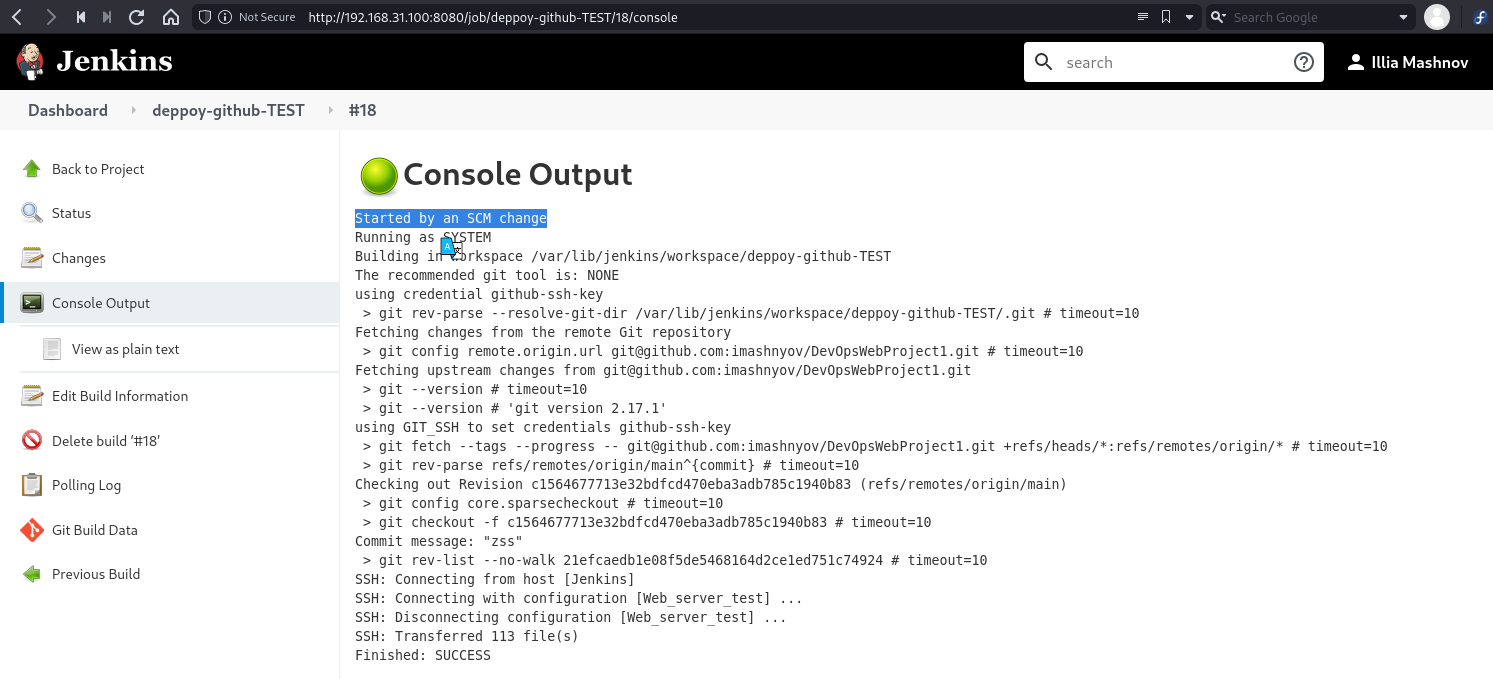 Not Secure
http://192.168.31.100:8080/job/deppoy-github-TEST/18/console
Search Google
Jenkins
search
Illia Mashnov
Dashboard
deppoy-github-TEST
#18
Back to Project
Status
Changes
Console Output
View as plain text
Edit Build Information
Delete build ‘#18’
Polling Log
Git Build Data
Previous Build
Console Output
Started by an SCM change
Running as SYSTEM
Building in workspace /var/lib/jenkins/workspace/deppoy-github-TEST
The recommended git tool is: NONE
using credential github-ssh-key
> git rev-parse --resolve-git-dir /var/lib/jenkins/workspace/deppoy-github-TEST/.git # timeout=10
Fetching changes from the remote Git repository
> git config remote.origin.url git@github.com:imashnyov/DevOpsWebProject1.git # timeout=10
Fetching upstream changes from git@github.com:imashnyov/DevOpsWebProject1.git
> git --version # timeout=10
> git --version # 'git version 2.17.1'
using GIT_SSH to set credentials github-ssh-key
> git fetch --tags --progress -- git@github.com:imashnyov/DevOpsWebProject1.git +refs/heads/*:refs/remotes/origin/* # timeout=10
> git rev-parse refs/remotes/origin/main^{commit} # timeout=10
Checking out Revision c1564677713e32bdfcd470eba3adb785c1940b83 (refs/remotes/origin/main)
> git config core.sparsecheckout # timeout=10
> git checkout -f c1564677713e32bdfcd470eba3adb785c1940b83 # timeout=10
Commit message: "zss"
> git rev-list --no-walk 21efcaedb1e08f5de5468164d2ce1ed751c74924 # timeout=10
SSH: Connecting from host [Jenkins]
SSH: Connecting with configuration [Web_server_test] ...
SSH: Disconnecting configuration [Web_server_test] ...
SSH: Transferred 113 file(s)
Finished: SUCCESS